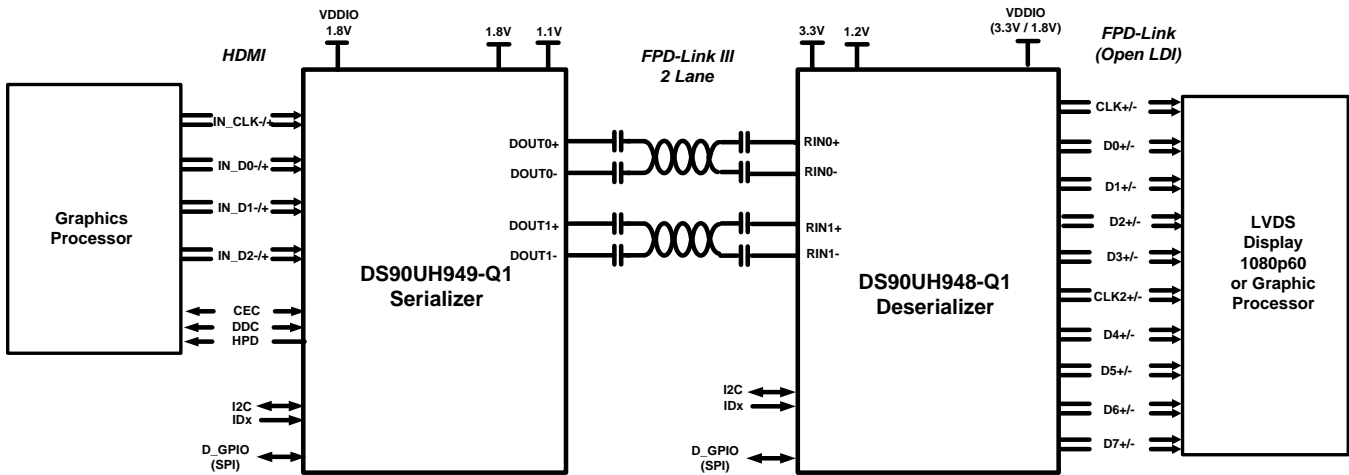 VDDIO
1.8V
1.8V
1.1V
3.3V
1.2V
VDDIO
(3.3V / 1.8V)
HDMI
FPD-Link III
2 Lane
FPD-Link
(Open LDI)
Graphics
Processor
IN_CLK-/+
IN_D0-/+
IN_D1-/+
IN_D2-/+
CEC
DDC
HPD
I2C
IDx
D_GPIO
(SPI)
DS90UH949-Q1
Serializer
DOUT0+
DOUT0-
DOUT1+
DOUT1-
RIN0+
RIN0-
RIN1+
RIN1-
DS90UH948-Q1
Deserializer
I2C
IDx
D_GPIO
(SPI)
CLK+/-
D0+/-
D1+/-
D2+/-
D3+/-
CLK2+/-
D4+/-
D5+/-
D6+/-
D7+/-
LVDS
Display
1080p60
or Graphic
Processor